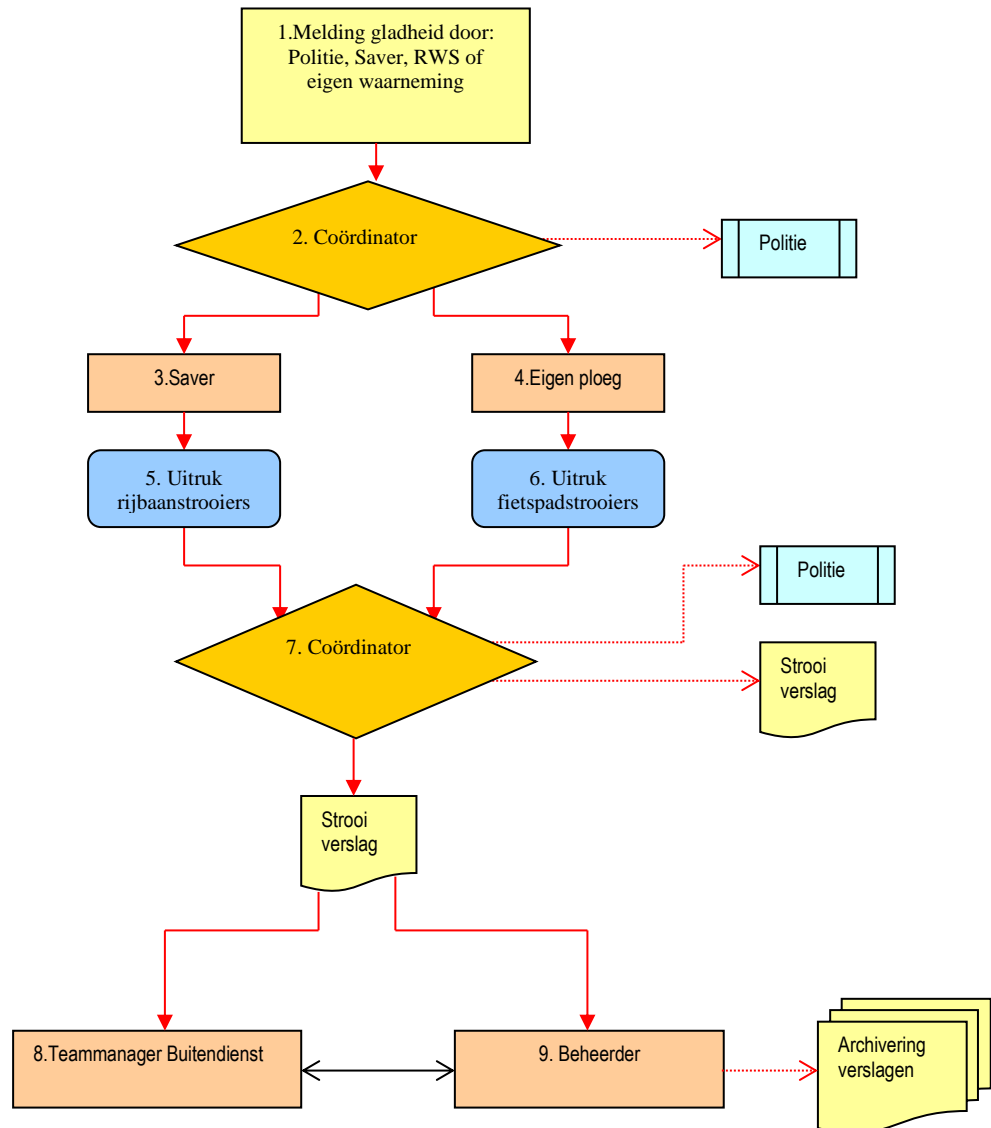 1.Melding gladheid door:
Politie, Saver, RWS of
eigen waarneming
2. Coördinator
Politie
3.Saver
4.Eigen ploeg
5. Uitruk
rijbaanstrooiers
6. Uitruk
fietspadstrooiers
Politie
7. Coördinator
Strooi
verslag
Strooi
verslag
8.Teammanager Buitendienst
9. Beheerder
Archivering
verslagen